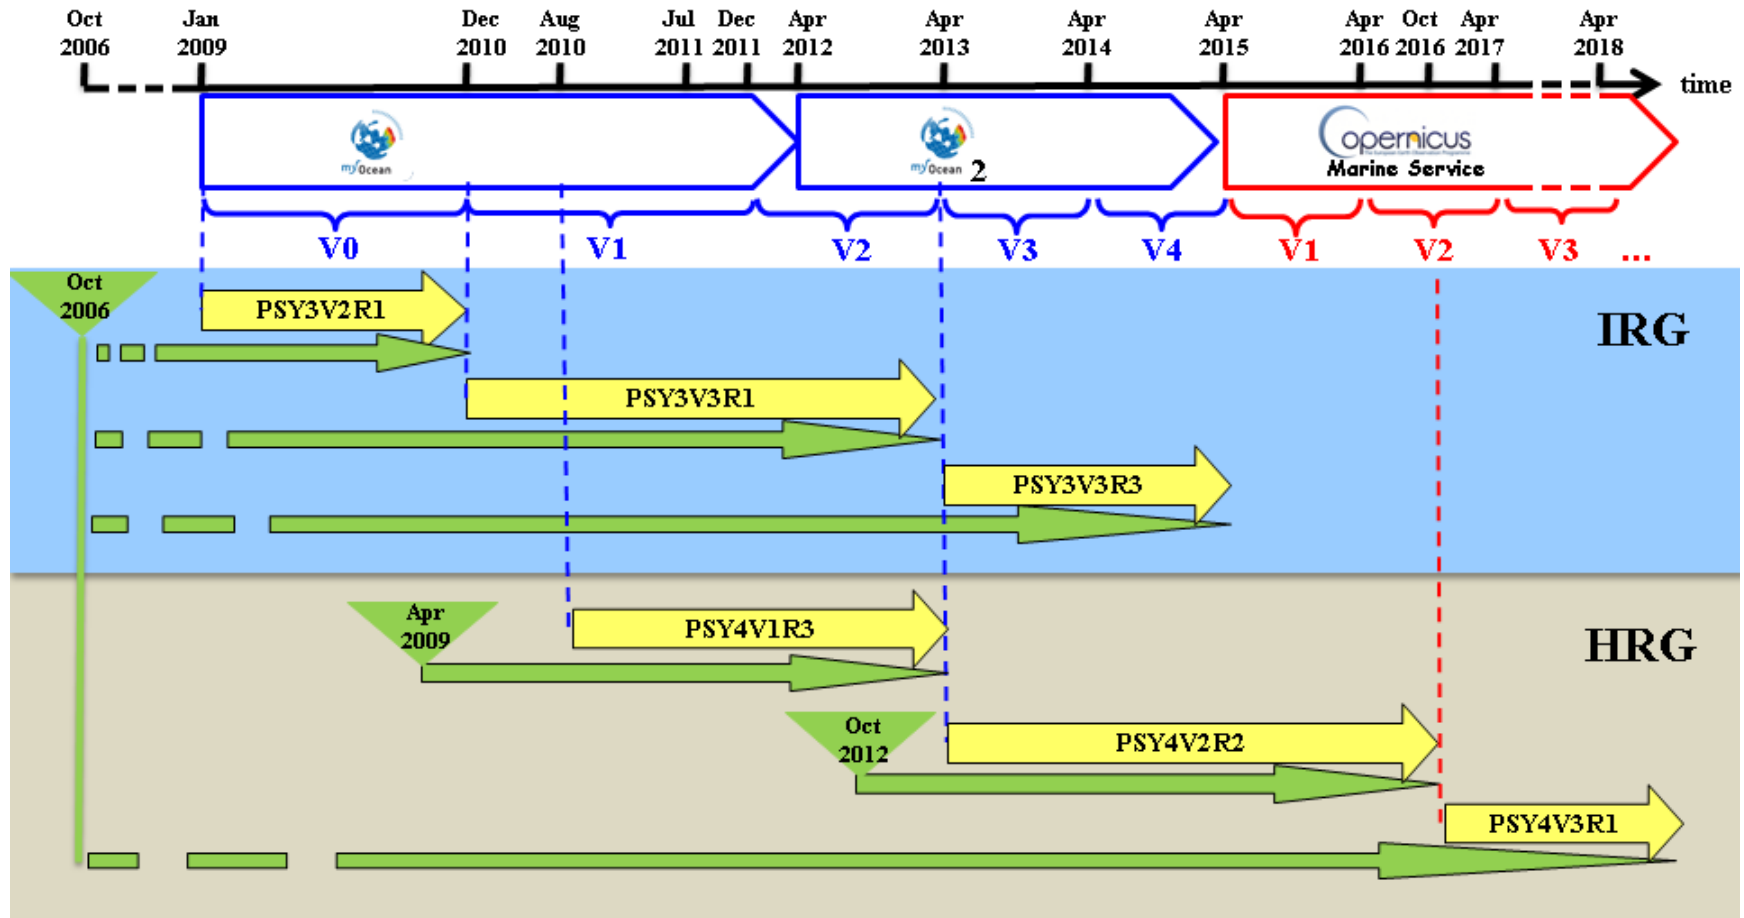 Oct Jan Dec Aug Jul Dec Apr Apr Apr Apr Apr Oct Apr Apr
2006 2009 2010 2010 2011 2011 2012 2013 2014 2015 2016 2016 2017 2018
time
myOcean
myOcean 2
Copernicus
Marine Service
V0 V1 V2 V3 V4 V1 V2 V3 ...
Oct
2006
PSY3V2R1
IRG
PSY3V3R1
PSY3V3R3
Apr
2009
PSY4V1R3
HRG
Oct
2012
PSY4V2R2
PSY4V3R1